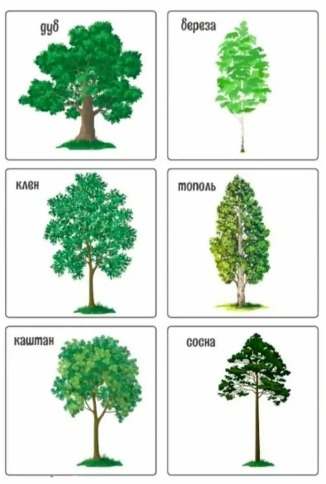 дуб
береза
клен
тополь
каштан
сосна